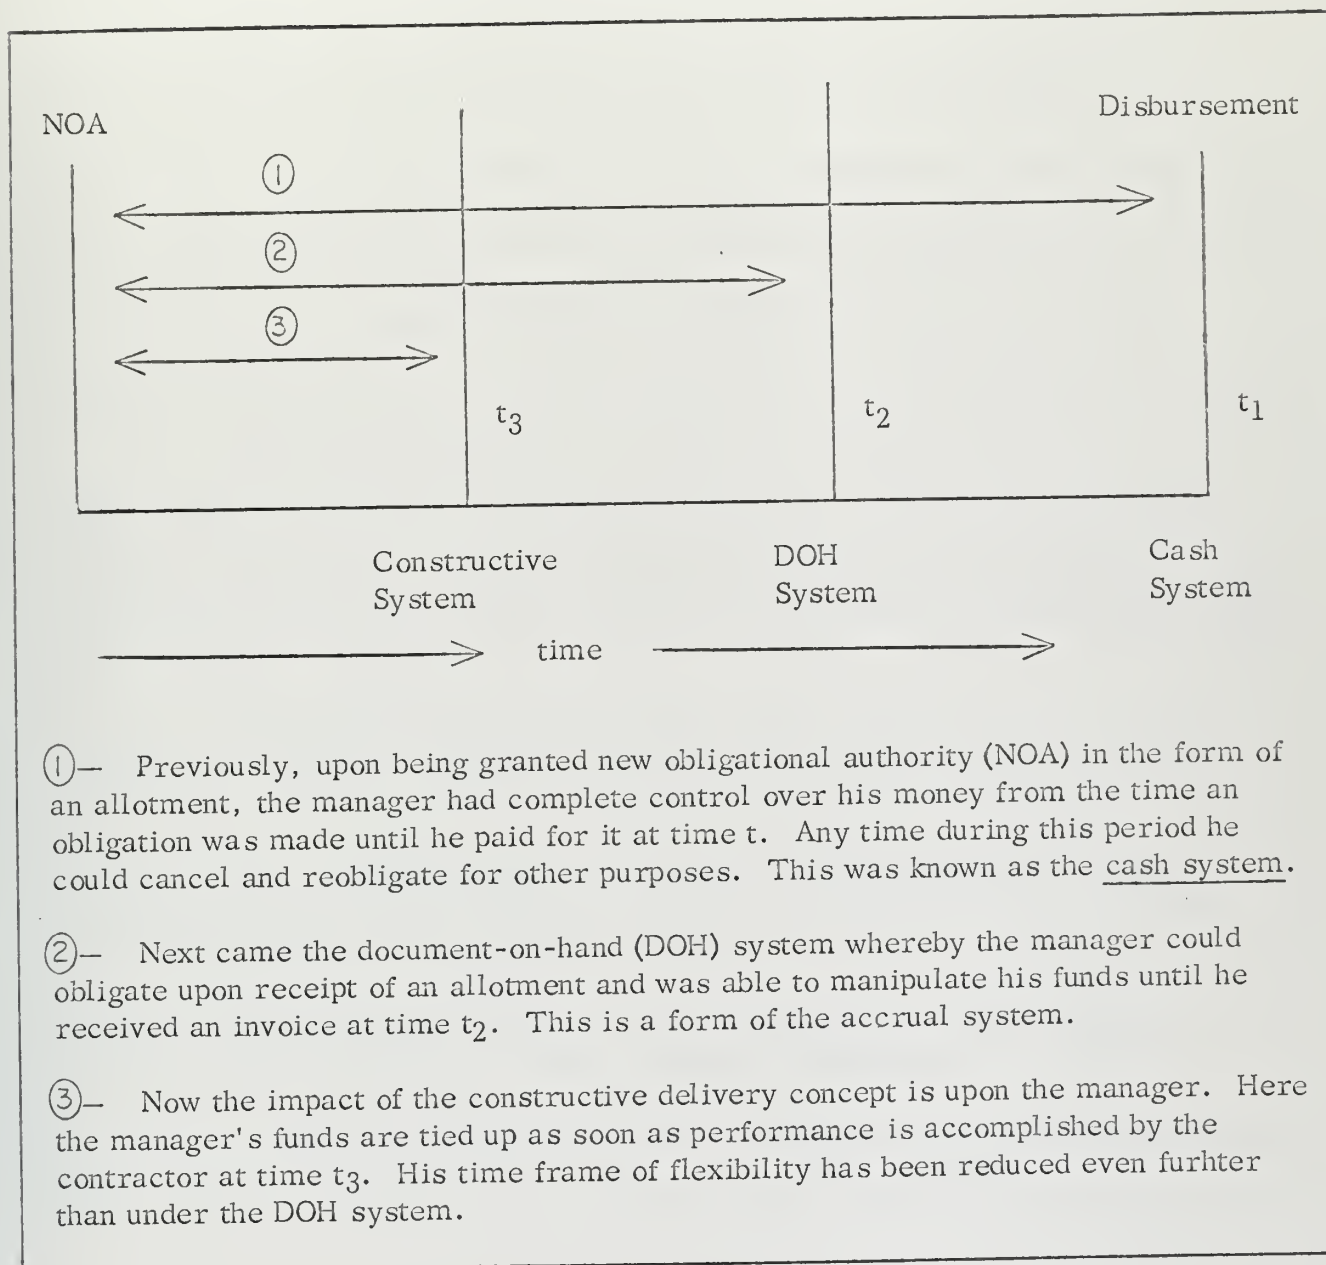 NOA
Disbursement
①
②
③
t₃
t₂
t₁
Constructive
System
DOH
System
Cash
System
time
①— Previously, upon being granted new obligational authority (NOA) in the form of
an allotment, the manager had complete control over his money from the time an
obligation was made until he paid for it at time t. Any time during this period he
could cancel and reobligate for other purposes. This was known as the cash system.
②— Next came the document-on-hand (DOH) system whereby the manager could
obligate upon receipt of an allotment and was able to manipulate his funds until he
received an invoice at time t₂. This is a form of the accrual system.
③— Now the impact of the constructive delivery concept is upon the manager. Here
the manager's funds are tied up as soon as performance is accomplished by the
contractor at time t₃. His time frame of flexibility has been reduced even furhter
than under the DOH system.